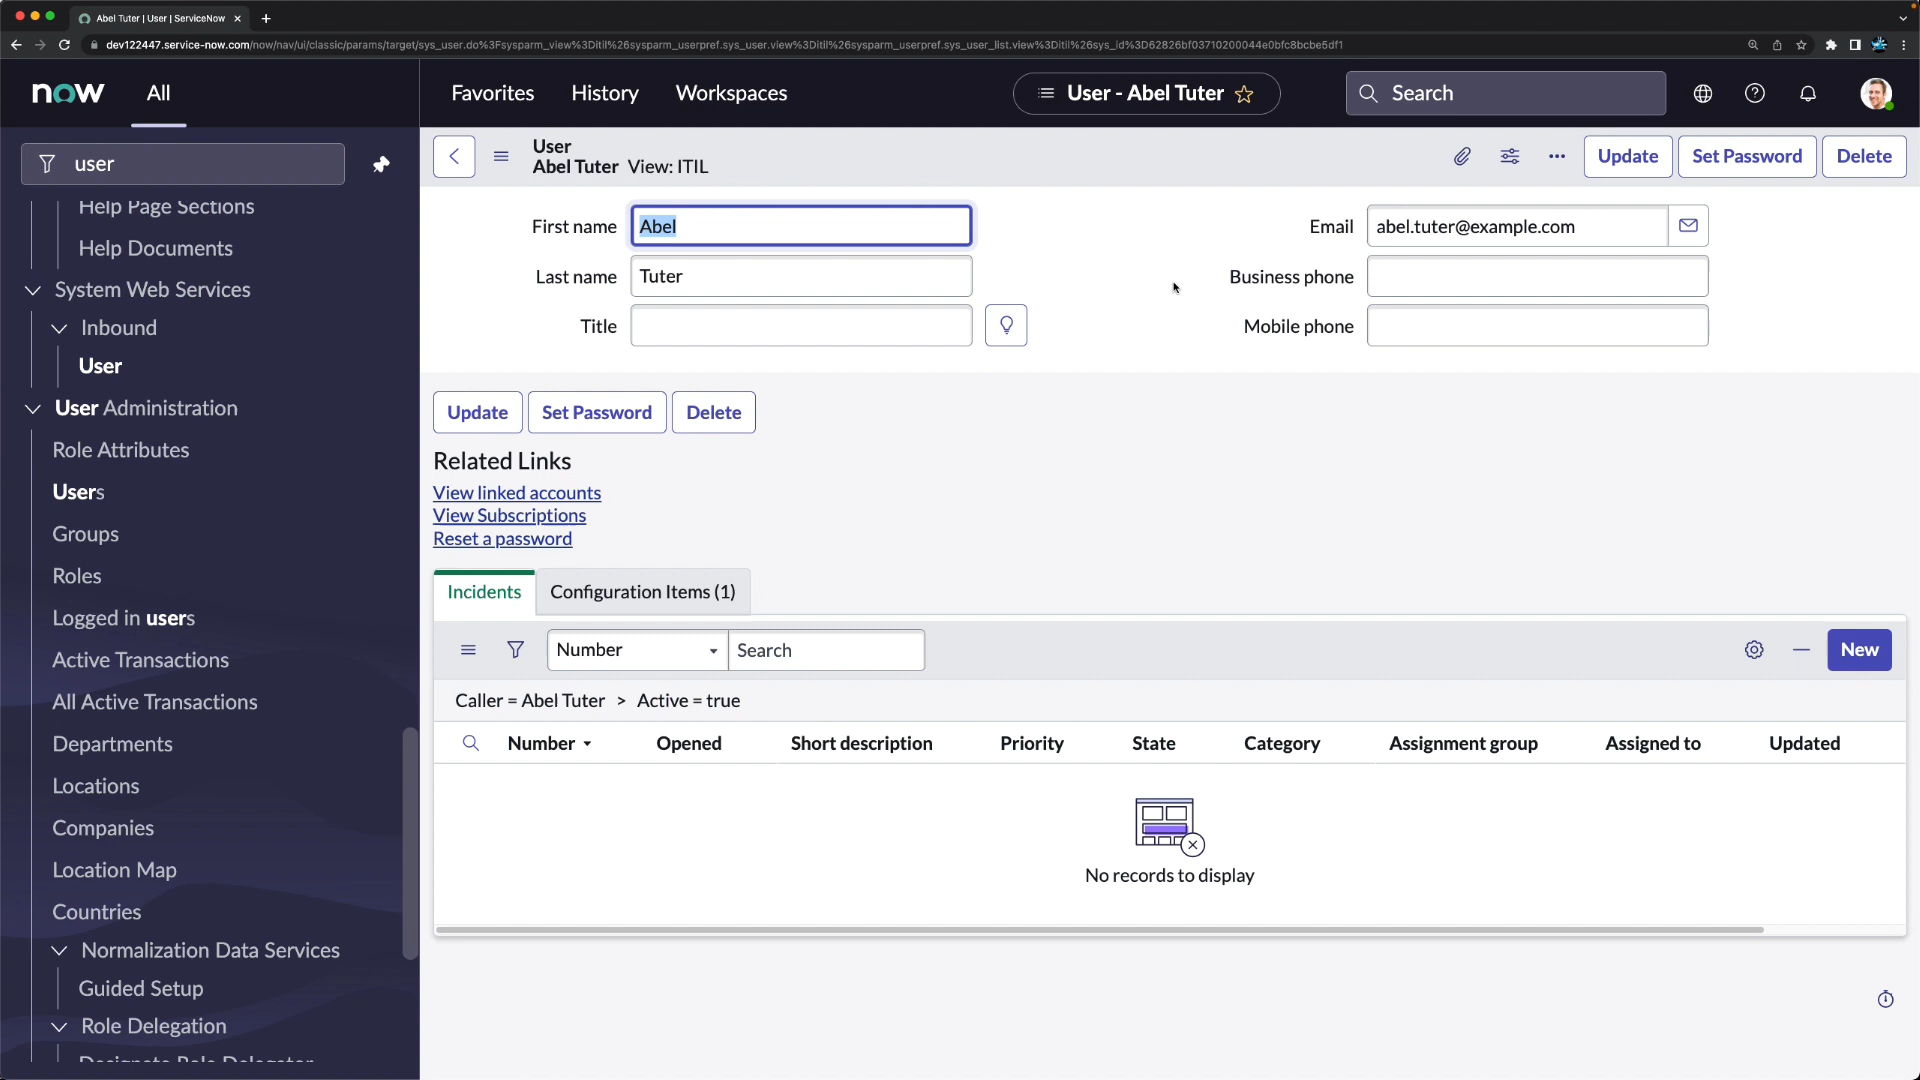 Abel Tuter | User | ServiceNow
dev122447.service-now.com/now/nav/ui/classic/params/target/sys_user.do%3Fsysparm_view%3Ditil%26sysparm_userpref.sys_user.view%3Ditil%26sysparm_userpref.sys_user_list.view%3Ditil%26sys_id%3D62826bf03710200044e0bfc8bcbe5df1
now
All
Favorites
History
Workspaces
User - Abel Tuter
Search
user
Help Page Sections
Help Documents
System Web Services
Inbound
User
User Administration
Role Attributes
Users
Groups
Roles
Logged in users
Active Transactions
All Active Transactions
Departments
Locations
Companies
Location Map
Countries
Normalization Data Services
Guided Setup
Role Delegation
Designate Role Delegator
User
Abel Tuter View: ITIL
Update
Set Password
Delete
First name
Abel
Last name
Tuter
Title
Email
abel.tuter@example.com
Business phone
Mobile phone
Update
Set Password
Delete
Related Links
View linked accounts
View Subscriptions
Reset a password
Incidents
Configuration Items (1)
Number
Search
New
Caller = Abel Tuter > Active = true
Number
Opened
Short description
Priority
State
Category
Assignment group
Assigned to
Updated
No records to display